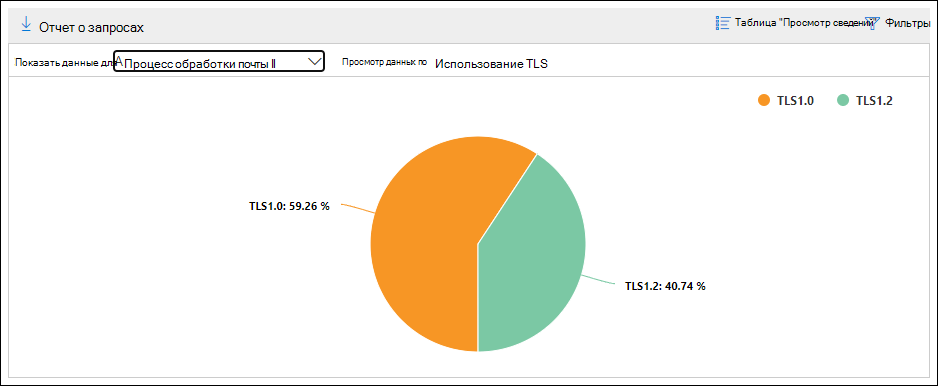 Отчет о запросах
Таблица "Просмотр сведений
Фильтры
Показать данные для
Процесс обработки почты II
Просмотр данных по
Использование TLS
TLS1.0
TLS1.2
TLS1.0: 59.26 %
TLS1.2: 40.74 %